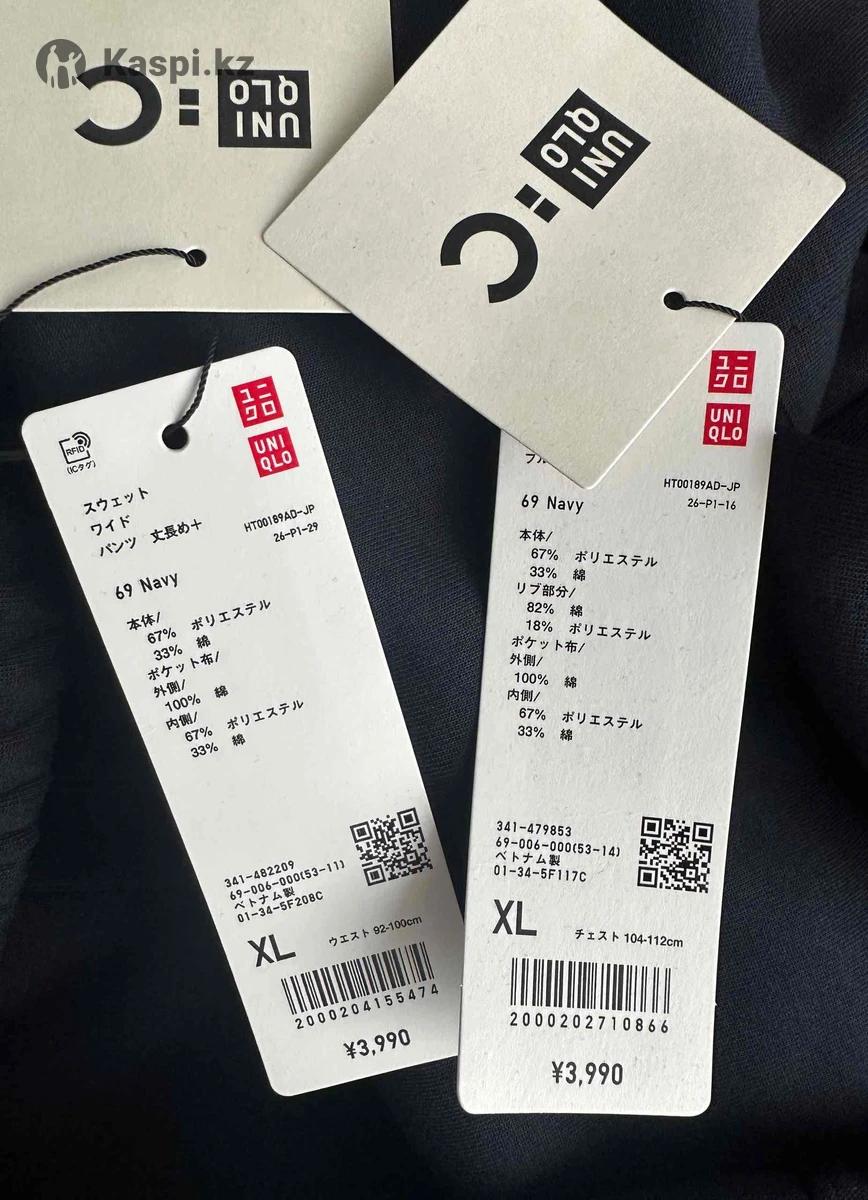 Kaspi.kz
UNI
QLO
:C
UNI
QLO
:C
ユニ
クロ
UNI
QLO
RFID
(ICタグ)
スウェット
ワイド
パンツ 丈長め+
HT00189AD-JP
26-P1-29
69 Navy
本体/
67% ポリエステル
33% 綿
ポケット布/
外側/
100% 綿
内側/
67% ポリエステル
33% 綿
341-482209
69-006-000(53-11)
ベトナム製
01-34-5F208C
XL ウエスト 92-100cm
2000204155474
¥3,990
ユニ
クロ
UNI
QLO
HT00189AD-JP
26-P1-16
69 Navy
本体/
67% ポリエステル
33% 綿
リブ部分/
82% 綿
18% ポリエステル
ポケット布/
外側/
100% 綿
内側/
67% ポリエステル
33% 綿
341-479853
69-006-000(53-14)
ベトナム製
01-34-5F117C
XL チェスト 104-112cm
2000202710866
¥3,990